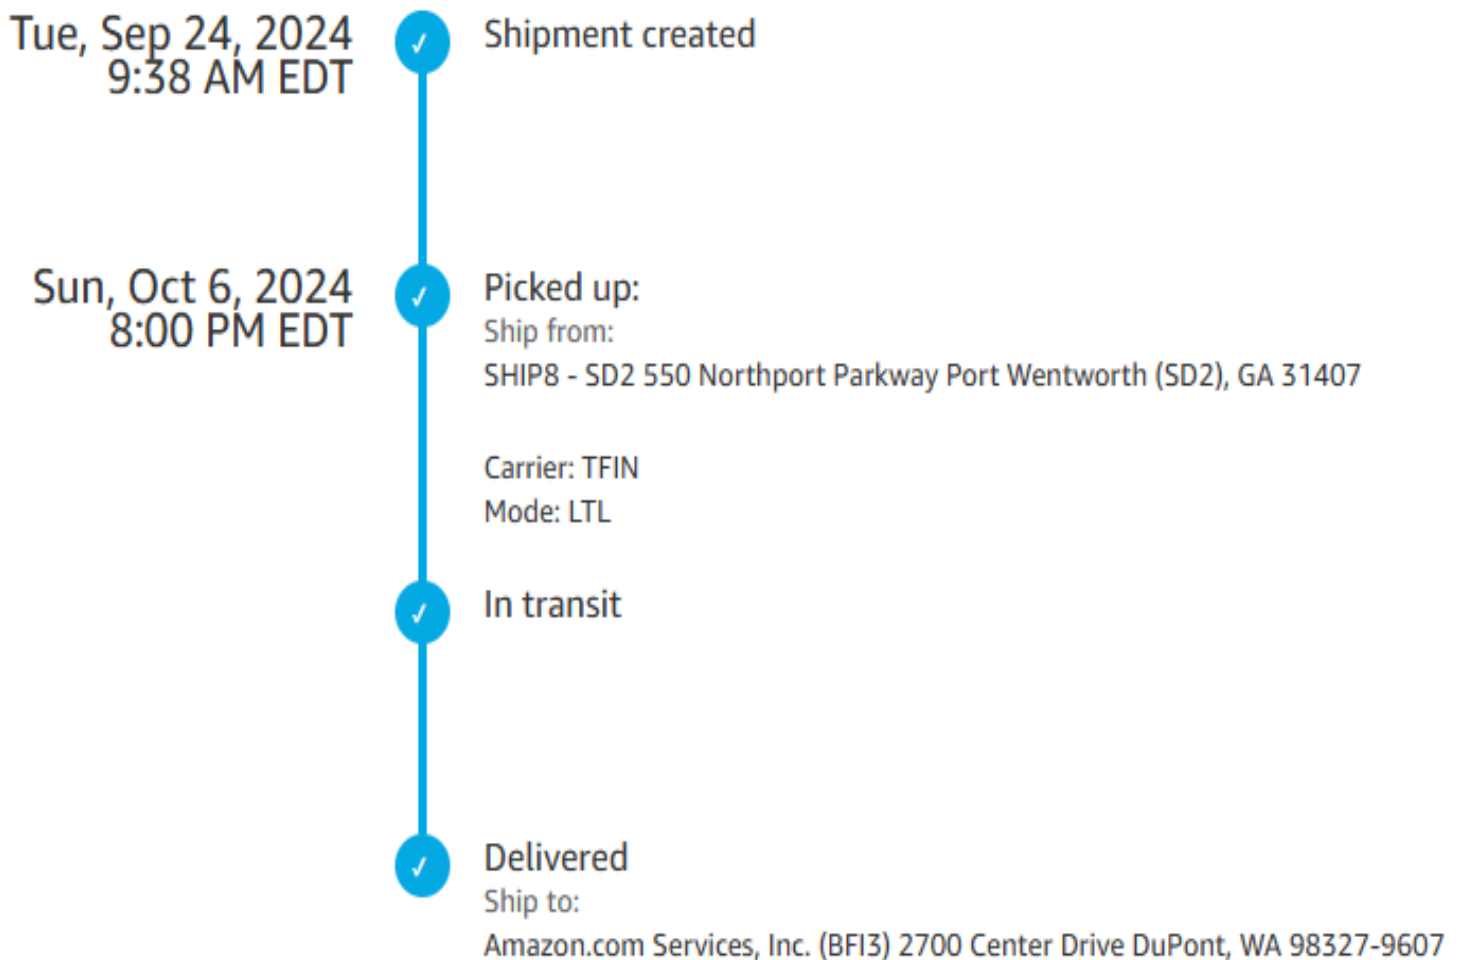 Tue, Sep 24, 2024
9:38 AM EDT
Shipment created
Sun, Oct 6, 2024
8:00 PM EDT
Picked up:
Ship from:
SHIP8 - SD2 550 Northport Parkway Port Wentworth (SD2), GA 31407
Carrier: TFIN
Mode: LTL
In transit
Delivered
Ship to:
Amazon.com Services, Inc. (BFI3) 2700 Center Drive DuPont, WA 98327-9607